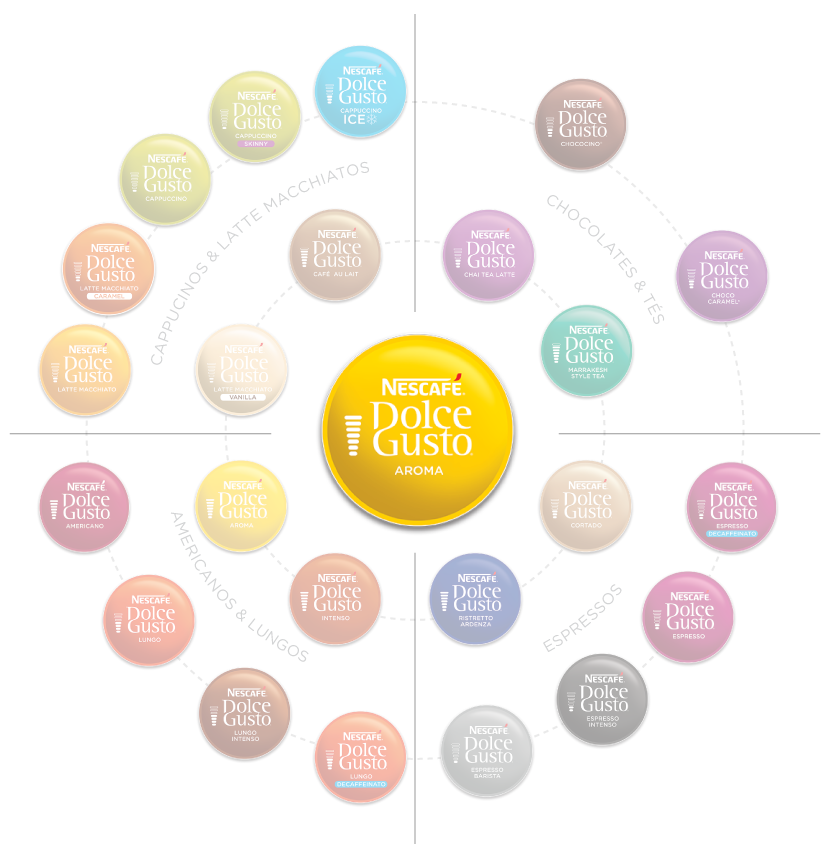 NESCAFÉ
Dolce
Gusto
CAPPUCCINO
ICE
NESCAFÉ
Dolce
Gusto
CAPPUCCINO
SKINNY
NESCAFÉ
Dolce
Gusto
CAPPUCCINO
NESCAFÉ
Dolce
Gusto
LATTE MACCHIATO
CARAMEL
NESCAFÉ
Dolce
Gusto
LATTE MACCHIATO
CAPPUCINOS & LATTE MACCHIATOS
NESCAFÉ
Dolce
Gusto
CAFÉ AU LAIT
NESCAFÉ
Dolce
Gusto
LATTE MACCHIATO
VANILLA
NESCAFÉ
Dolce
Gusto
CHOCOCINO
NESCAFÉ
Dolce
Gusto
CHOCO
CARAMEL
CHOCOLATES & TÉS
NESCAFÉ
Dolce
Gusto
CHAI TEA LATTE
NESCAFÉ
Dolce
Gusto
MARRAKESH
STYLE TEA
NESCAFÉ
Dolce
Gusto
AROMA
NESCAFÉ
Dolce
Gusto
AMERICANO
NESCAFÉ
Dolce
Gusto
AROMA
AMERICANOS & LUNGOS
NESCAFÉ
Dolce
Gusto
INTENSO
NESCAFÉ
Dolce
Gusto
LUNGO
NESCAFÉ
Dolce
Gusto
LUNGO
INTENSO
NESCAFÉ
Dolce
Gusto
LUNGO
DECAFFEINATO
NESCAFÉ
Dolce
Gusto
CORTADO
NESCAFÉ
Dolce
Gusto
ESPRESSO
DECAFFEINATO
NESCAFÉ
Dolce
Gusto
RISTRETTO
ARDENZA
ESPRESSOS
NESCAFÉ
Dolce
Gusto
ESPRESSO
NESCAFÉ
Dolce
Gusto
ESPRESSO
INTENSO
NESCAFÉ
Dolce
Gusto
ESPRESSO
BARISTA